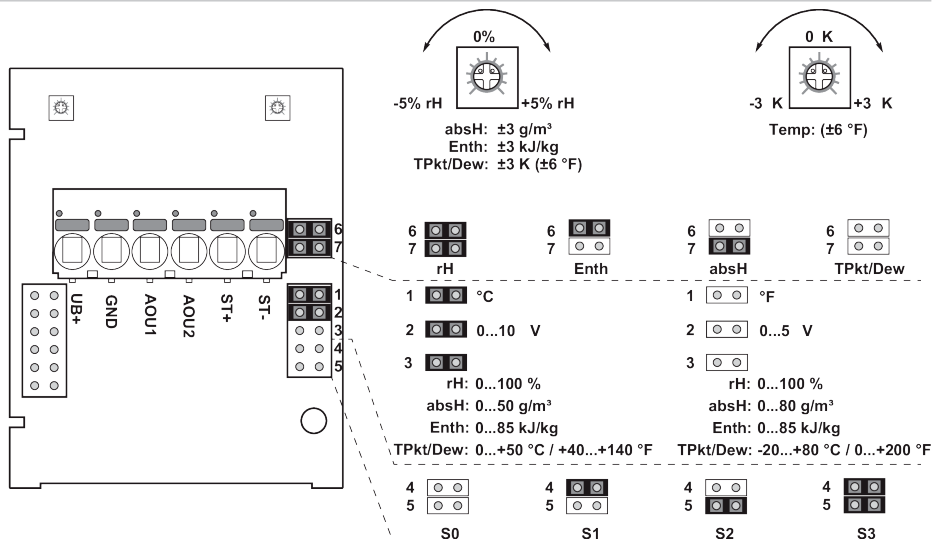 0%
-5% rH
+5% rH
absH: ±3 g/m³
Enth: ±3 kJ/kg
TPkt/Dew: ±3 K (±6 °F)
0 K
-3 K
+3 K
Temp: (±6 °F)
6
7
UB+
GND
AOU1
AOU2
ST+
ST-
1
2
3
4
5
6
7
rH
6
7
Enth
6
7
absH
6
7
TPkt/Dew
1 °C
2 0...10 V
3
rH: 0...100 %
absH: 0...50 g/m³
Enth: 0...85 kJ/kg
TPkt/Dew: 0...+50 °C / +40...+140 °F
1 °F
2 0...5 V
3
rH: 0...100 %
absH: 0...80 g/m³
Enth: 0...85 kJ/kg
TPkt/Dew: -20...+80 °C / 0...+200 °F
4
5
S0
4
5
S1
4
5
S2
4
5
S3